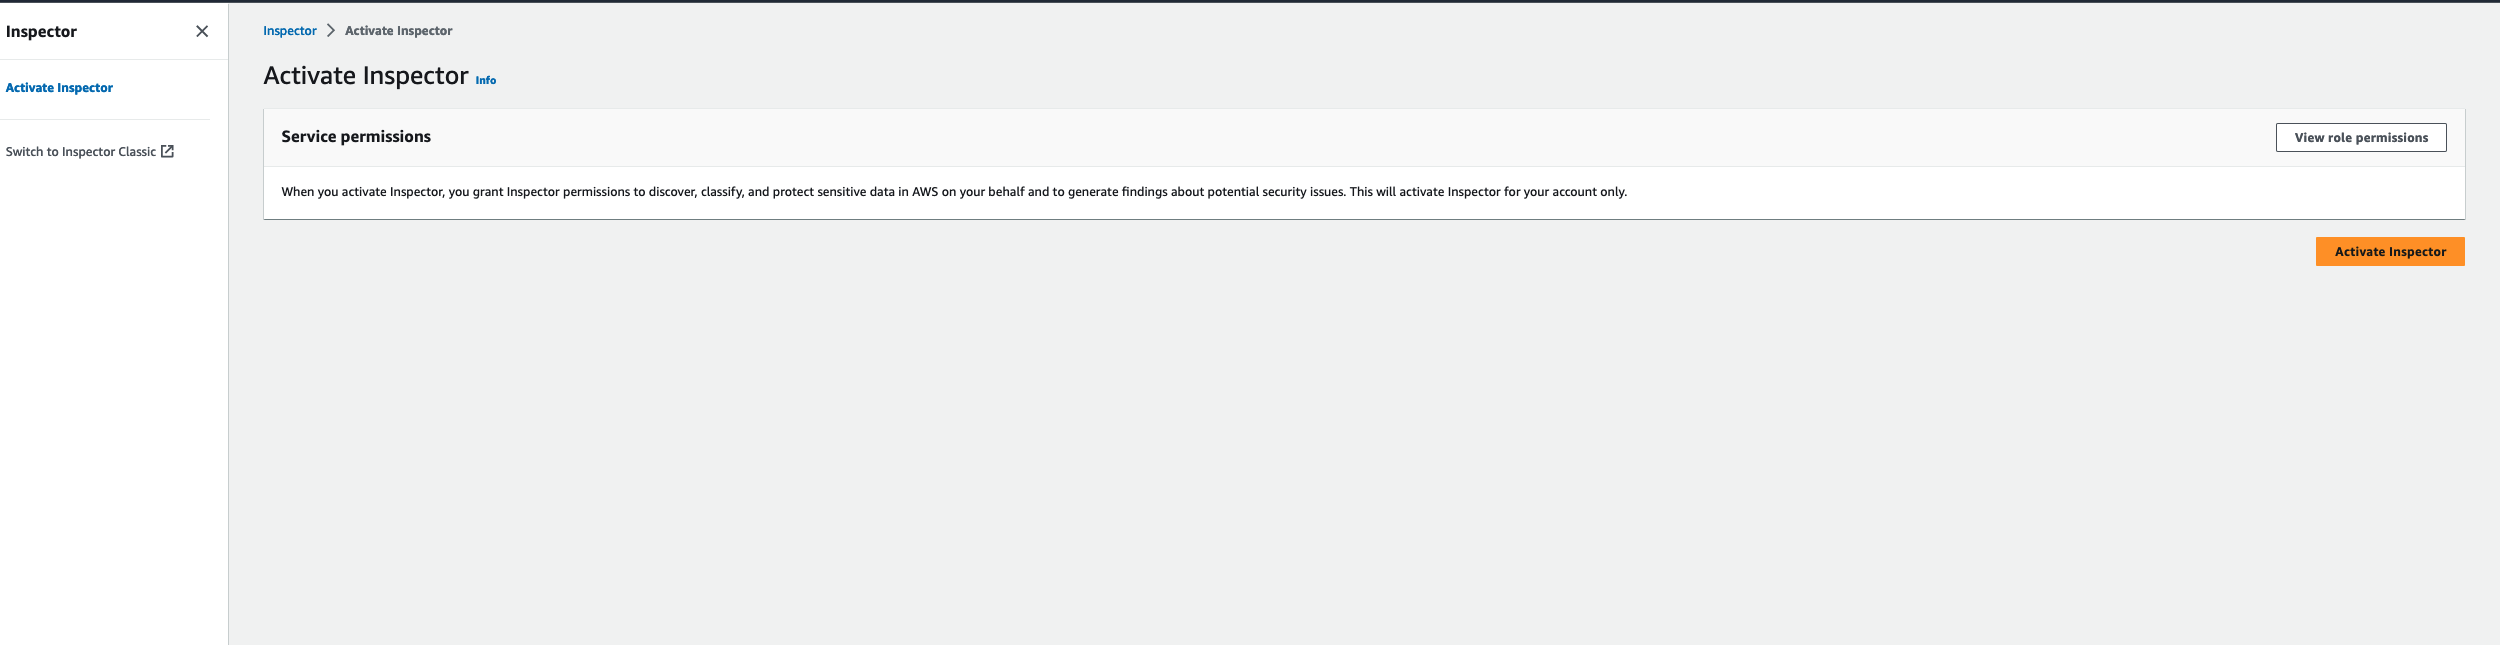 Inspector
Activate Inspector
Switch to Inspector Classic
Inspector > Activate Inspector
Activate Inspector Info
Service permissions
View role permissions
When you activate Inspector, you grant Inspector permissions to discover, classify, and protect sensitive data in AWS on your behalf and to generate findings about potential security issues. This will activate Inspector for your account only.
Activate Inspector